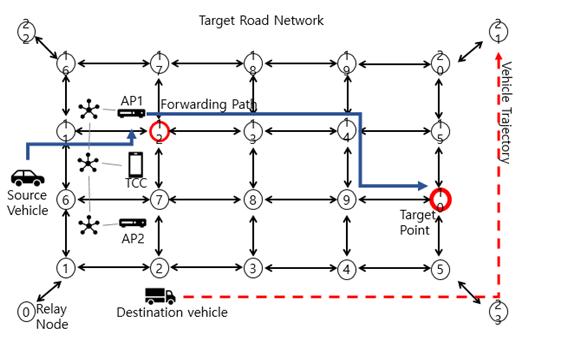 Target Road Network
22
21
16
17
18
19
20
AP1
Forwarding Path
Vehicle Trajectory
11
12
13
14
15
TCC
Source
Vehicle
6
7
8
9
10
Target
Point
AP2
1
2
3
4
5
0
Relay
Node
Destination vehicle
23